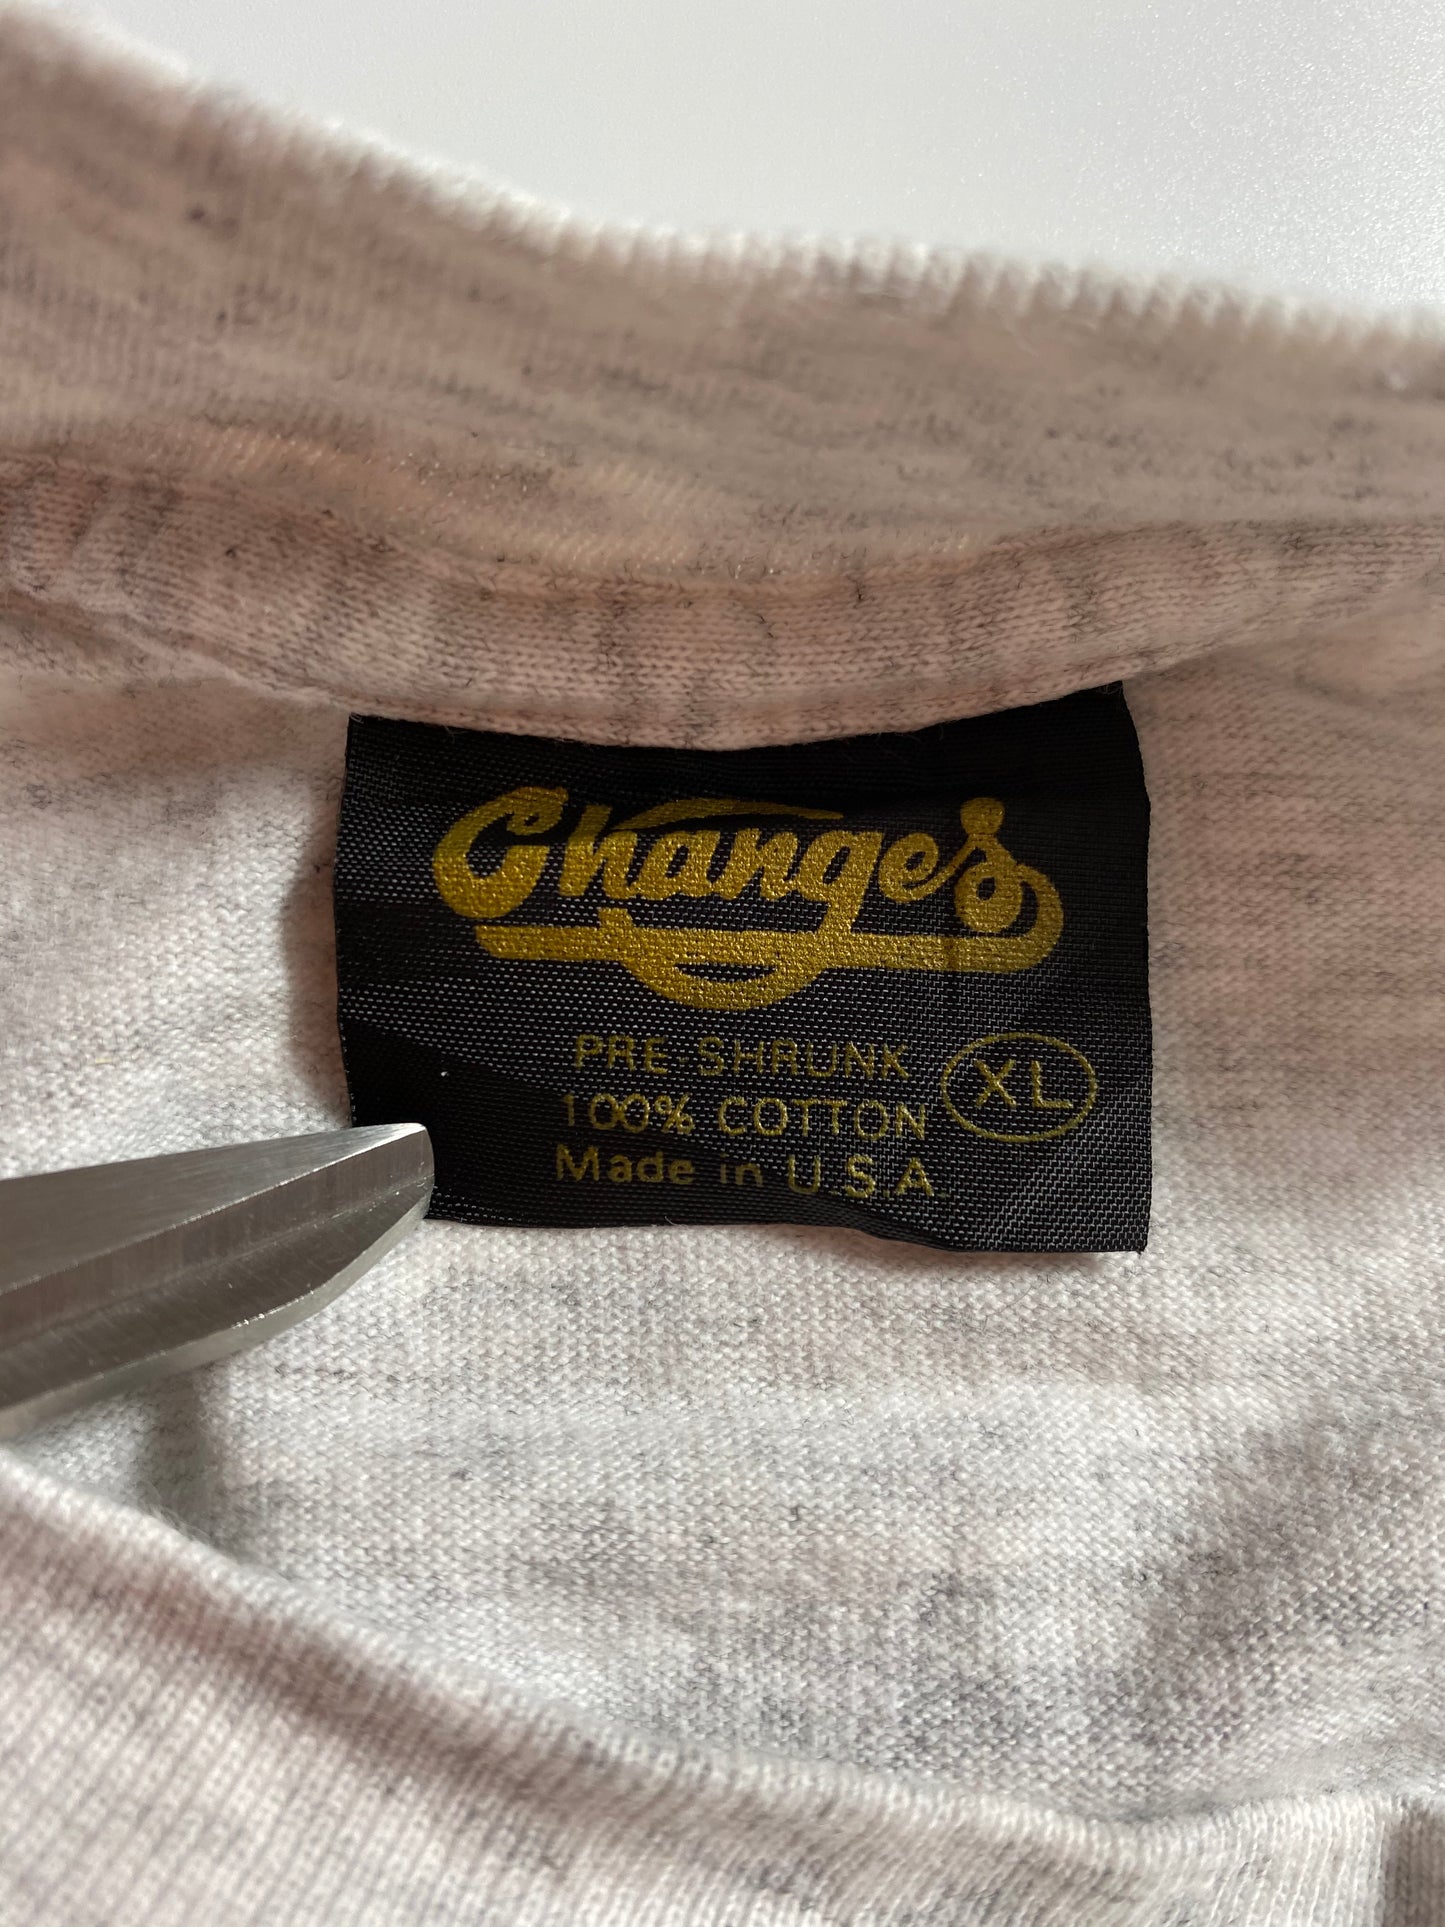 Changes
PRE-SHRUNK
100% COTTON
XL
Made in U.S.A.